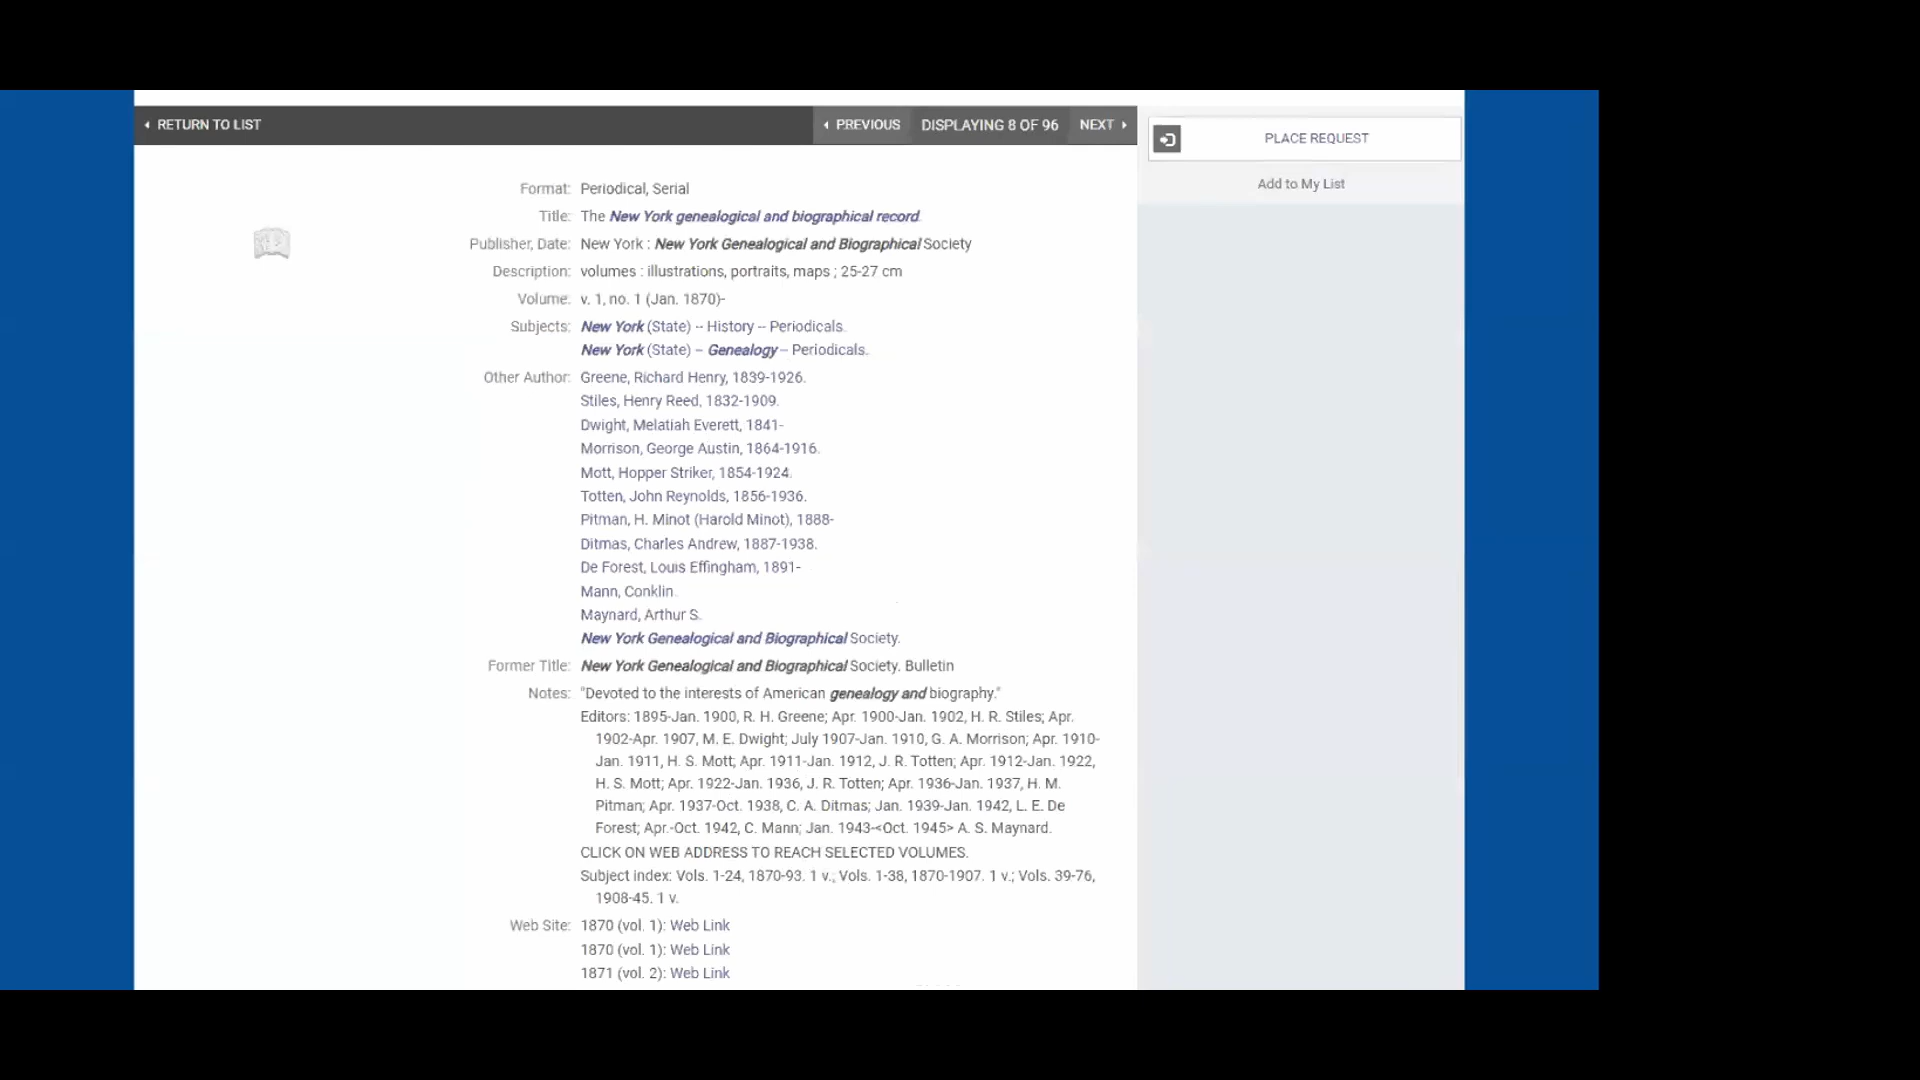 RETURN TO LIST
PREVIOUS DISPLAYING 8 OF 96 NEXT
PLACE REQUEST
Add to My List
Format: Periodical, Serial
Title: The New York genealogical and biographical record.
Publisher, Date: New York : New York Genealogical and Biographical Society
Description: volumes : illustrations, portraits, maps ; 25-27 cm
Volume: v. 1, no. 1 (Jan. 1870)-
Subjects: New York (State) -- History -- Periodicals.
New York (State) -- Genealogy -- Periodicals.
Other Author: Greene, Richard Henry, 1839-1926.
Stiles, Henry Reed, 1832-1909.
Dwight, Melatiah Everett, 1841-
Morrison, George Austin, 1864-1916.
Mott, Hopper Striker, 1854-1924.
Totten, John Reynolds, 1856-1936.
Pitman, H. Minot (Harold Minot), 1888-
Ditmas, Charles Andrew, 1887-1938.
De Forest, Louis Effingham, 1891-
Mann, Conklin.
Maynard, Arthur S.
New York Genealogical and Biographical Society.
Former Title: New York Genealogical and Biographical Society. Bulletin
Notes: "Devoted to the interests of American genealogy and biography."
Editors: 1895-Jan. 1900, R. H. Greene; Apr. 1900-Jan. 1902, H. R. Stiles; Apr.
1902-Apr. 1907, M. E. Dwight; July 1907-Jan. 1910, G. A. Morrison; Apr. 1910-
Jan. 1911, H. S. Mott; Apr. 1911-Jan. 1912, J. R. Totten; Apr. 1912-Jan. 1922,
H. S. Mott; Apr. 1922-Jan. 1936, J. R. Totten; Apr. 1936-Jan. 1937, H. M.
Pitman; Apr. 1937-Oct. 1938, C. A. Ditmas; Jan. 1939-Jan. 1942, L. E. De
Forest; Apr.-Oct. 1942, C. Mann; Jan. 1943-<Oct. 1945> A. S. Maynard.
CLICK ON WEB ADDRESS TO REACH SELECTED VOLUMES.
Subject index: Vols. 1-24, 1870-93. 1 v.; Vols. 1-38, 1870-1907. 1 v.; Vols. 39-76,
1908-45. 1 v.
Web Site: 1870 (vol. 1): Web Link
1870 (vol. 1): Web Link
1871 (vol. 2): Web Link